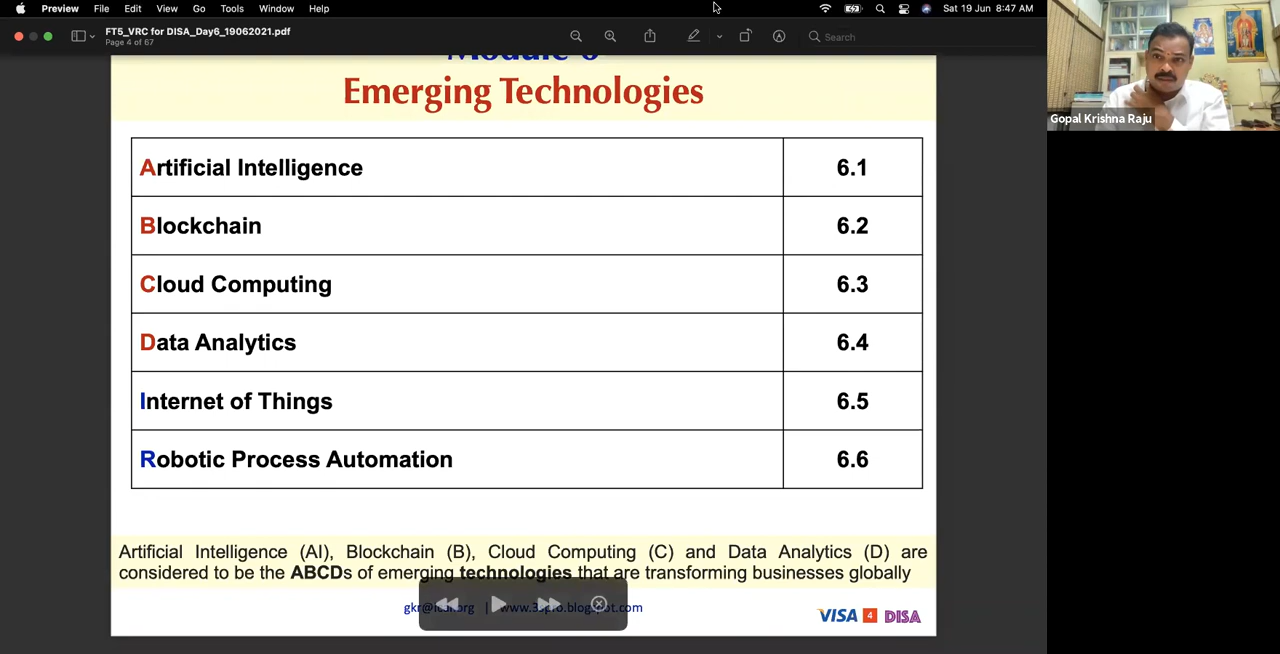 Preview File Edit View Go Tools Window Help Sat 19 Jun 8:47 AM
FT5_VRC for DISA_Day6_19062021.pdf
Page 4 of 67
Search
Gopal Krishna Raju
Module 6
Emerging Technologies
Artificial Intelligence 6.1
Blockchain 6.2
Cloud Computing 6.3
Data Analytics 6.4
Internet of Things 6.5
Robotic Process Automation 6.6
Artificial Intelligence (AI), Blockchain (B), Cloud Computing (C) and Data Analytics (D) are
considered to be the ABCDs of emerging technologies that are transforming businesses globally
VISA 4 DISA